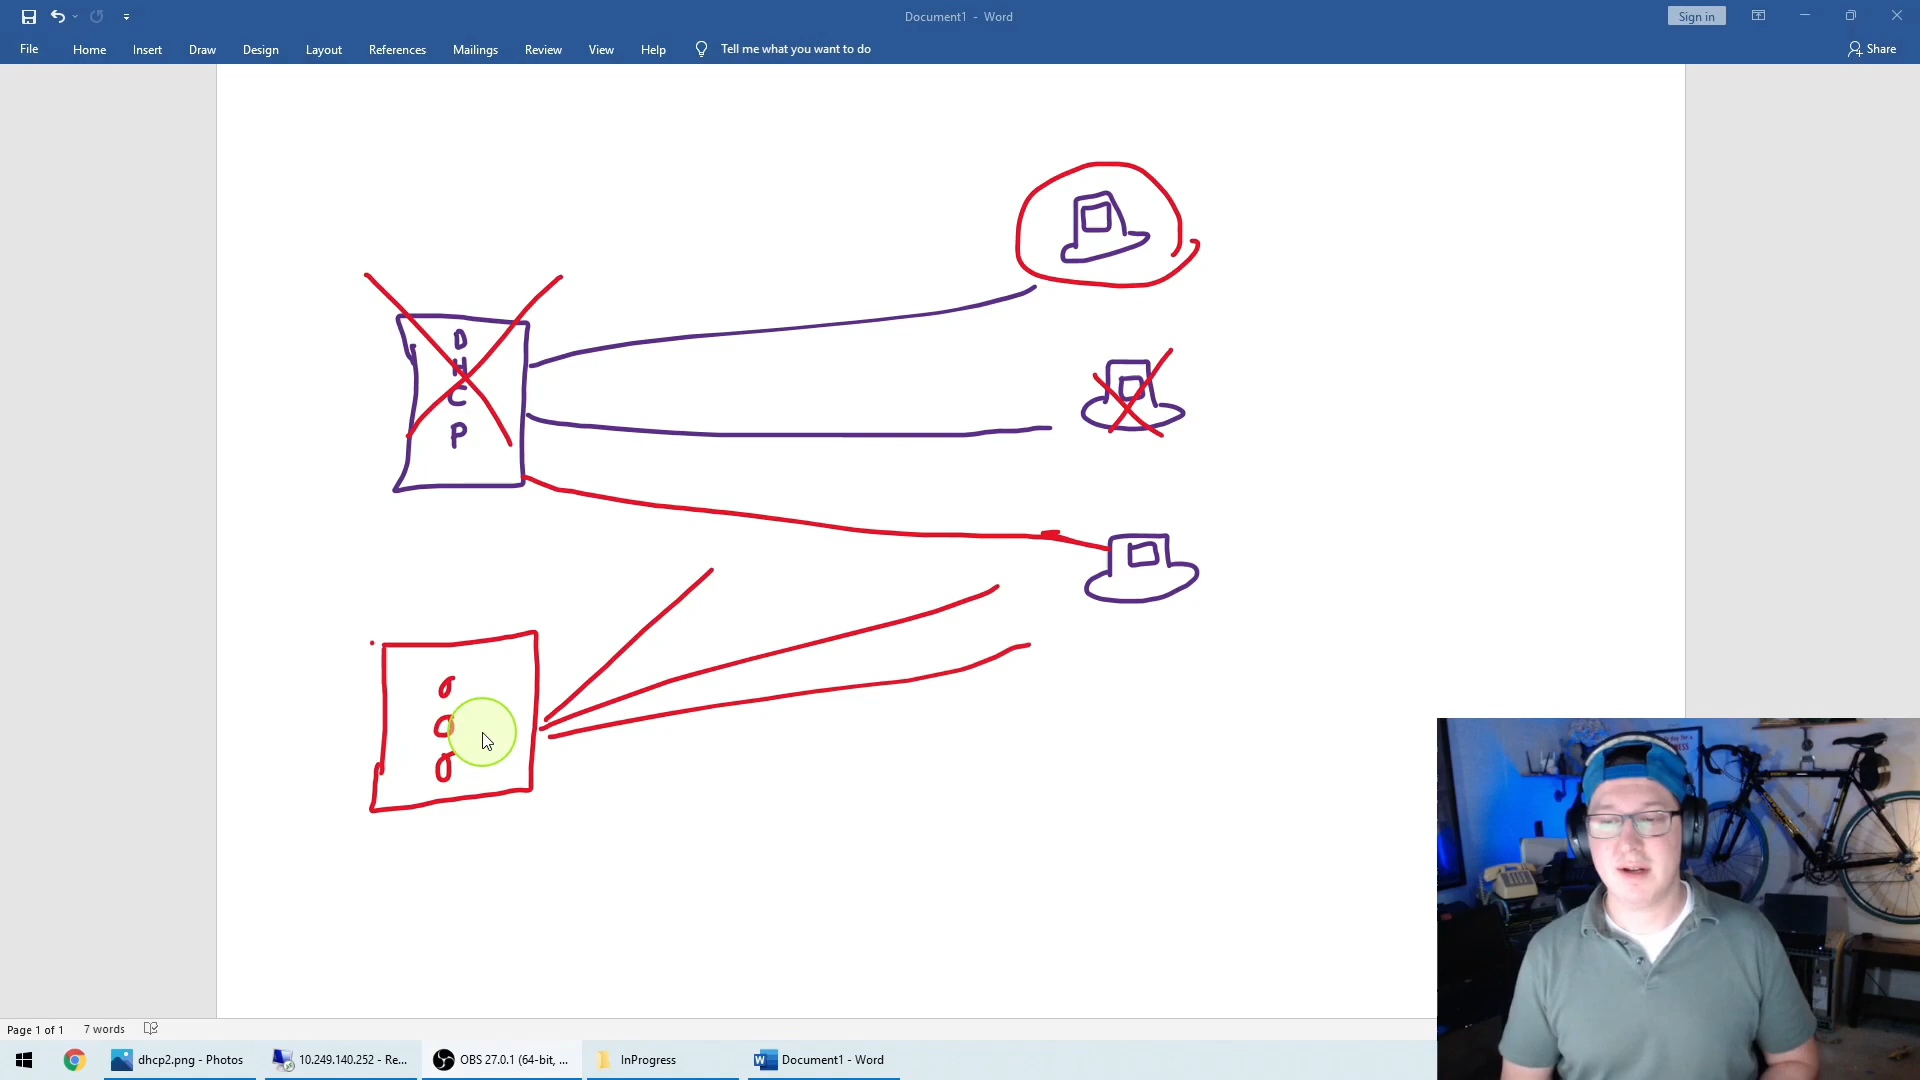 Document1 - Word
Sign in
File
Home
Insert
Draw
Design
Layout
References
Mailings
Review
View
Help
Tell me what you want to do
Share
D
H
C
P
Page 1 of 1
7 words
dhcp2.png - Photos
10.249.140.252 - Re...
OBS 27.0.1 (64-bit, ...
InProgress
Document1 - Word